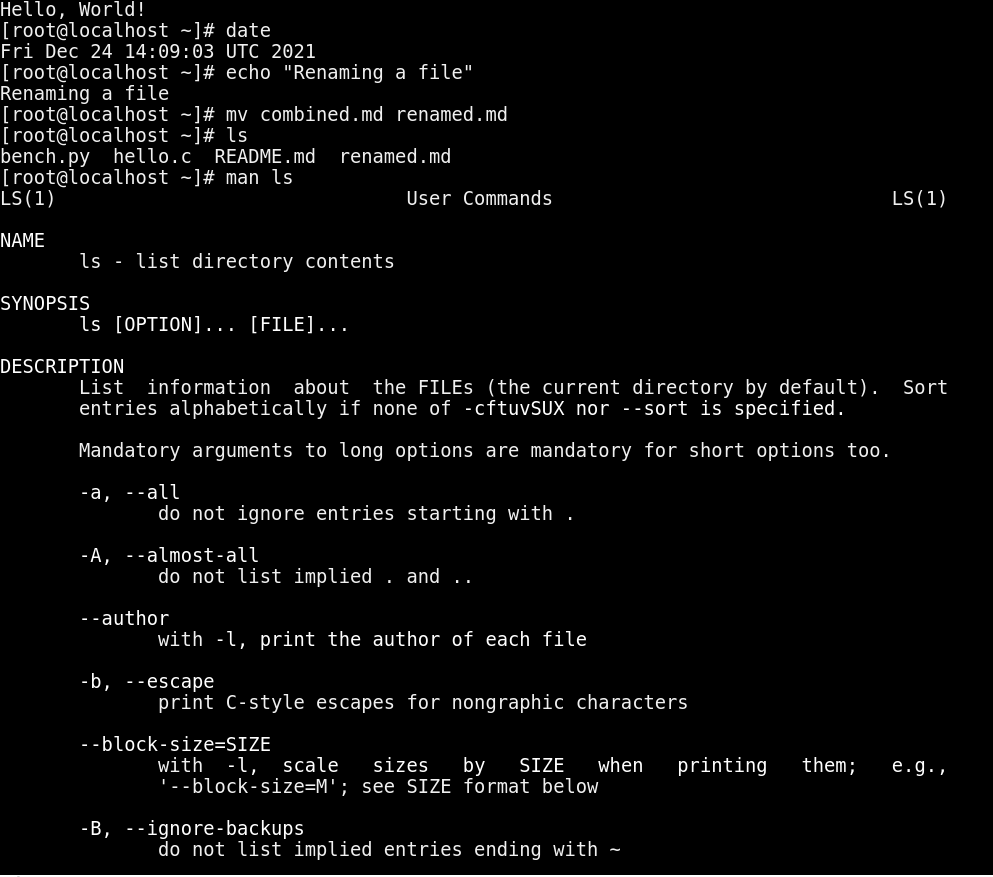 Hello, World!
[root@localhost ~]# date
Fri Dec 24 14:09:03 UTC 2021
[root@localhost ~]# echo "Renaming a file"
Renaming a file
[root@localhost ~]# mv combined.md renamed.md
[root@localhost ~]# ls
bench.py  hello.c  README.md  renamed.md
[root@localhost ~]# man ls
LS(1)                               User Commands                              LS(1)

NAME
       ls - list directory contents

SYNOPSIS
       ls [OPTION]... [FILE]...

DESCRIPTION
       List  information  about  the FILEs (the current directory by default).  Sort
       entries alphabetically if none of -cftuvSUX nor --sort is specified.

       Mandatory arguments to long options are mandatory for short options too.

       -a, --all
              do not ignore entries starting with .

       -A, --almost-all
              do not list implied . and ..

       --author
              with -l, print the author of each file

       -b, --escape
              print C-style escapes for nongraphic characters

       --block-size=SIZE
              with  -l,  scale   sizes   by   SIZE   when   printing   them;   e.g.,
              '--block-size=M'; see SIZE format below

       -B, --ignore-backups
              do not list implied entries ending with ~